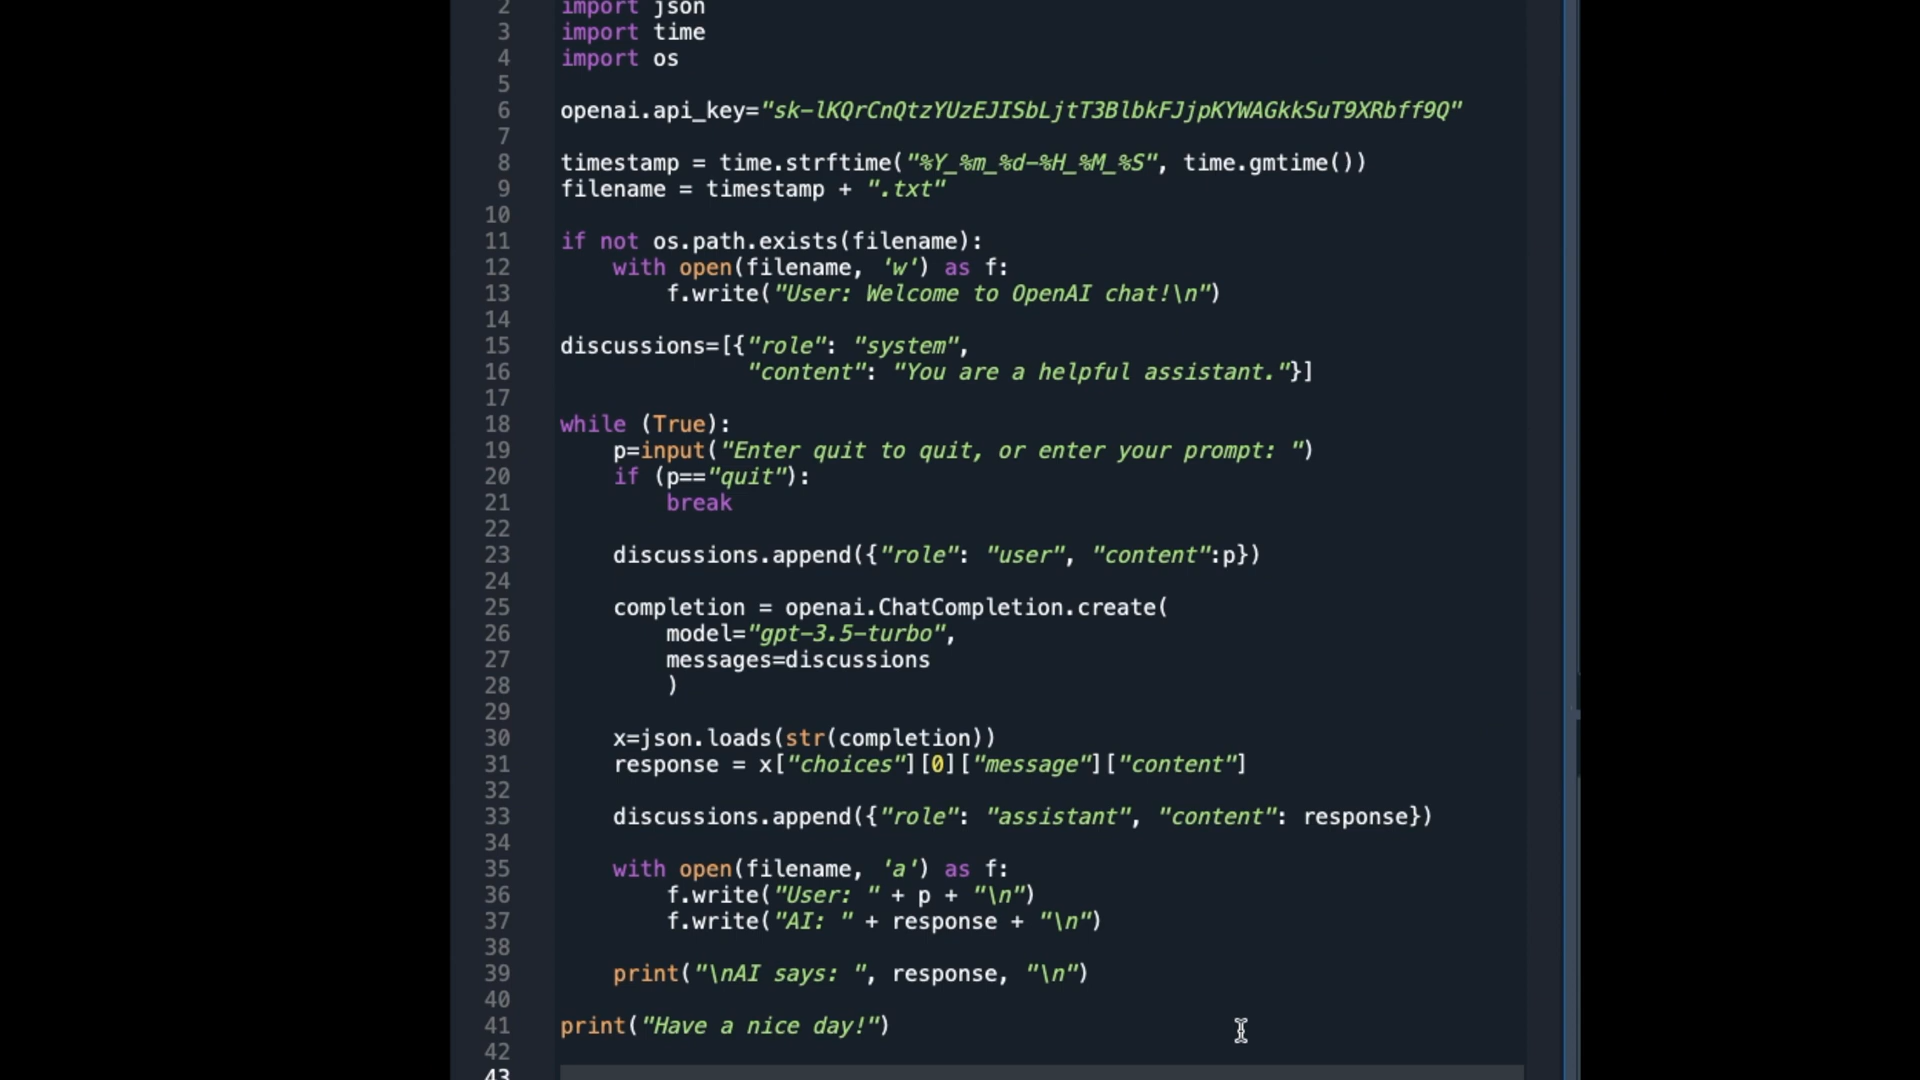 2 import json
3 import time
4 import os
5
6 openai.api_key="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"
7
8 timestamp = time.strftime("%Y_%m_%d-%H_%M_%S", time.gmtime())
9 filename = timestamp + ".txt"
10
11 if not os.path.exists(filename):
12     with open(filename, 'w') as f:
13         f.write("User: Welcome to OpenAI chat!\n")
14
15 discussions=[{"role": "system",
16               "content": "You are a helpful assistant."}]
17
18 while (True):
19     p=input("Enter quit to quit, or enter your prompt: ")
20     if (p=="quit"):
21         break
22
23     discussions.append({"role": "user", "content":p})
24
25     completion = openai.ChatCompletion.create(
26         model="gpt-3.5-turbo",
27         messages=discussions
28         )
29
30     x=json.loads(str(completion))
31     response = x["choices"][0]["message"]["content"]
32
33     discussions.append({"role": "assistant", "content": response})
34
35     with open(filename, 'a') as f:
36         f.write("User: " + p + "\n")
37         f.write("AI: " + response + "\n")
38
39     print("\nAI says: ", response, "\n")
40
41 print("Have a nice day!")
42
43